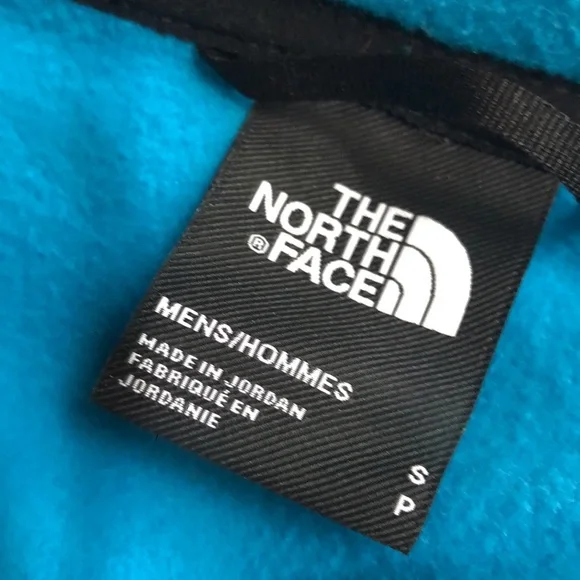 THE
NORTH
® FACE
MENS/HOMMES
MADE IN JORDAN
FABRIQUÉ EN
JORDANIE
S
P